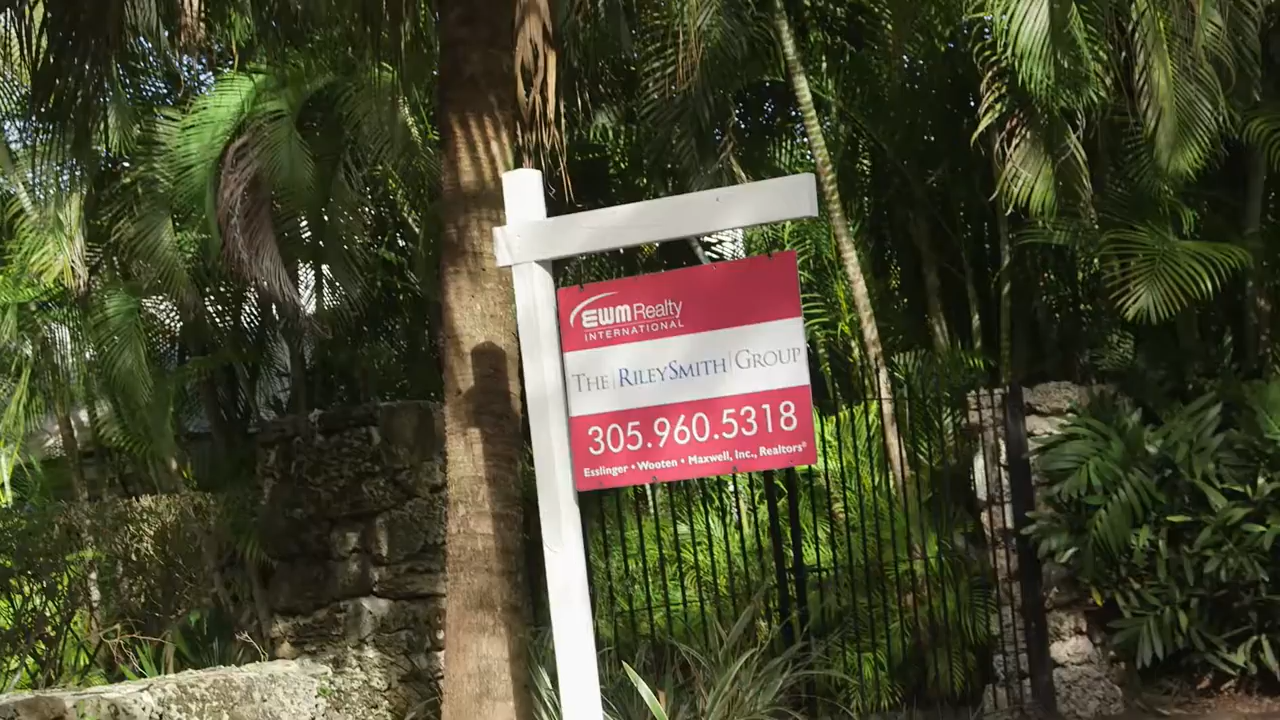 EWM Realty
INTERNATIONAL
THE RILEYSMITH GROUP
305.960.5318
Esslinger • Wooten • Maxwell, Inc., Realtors®